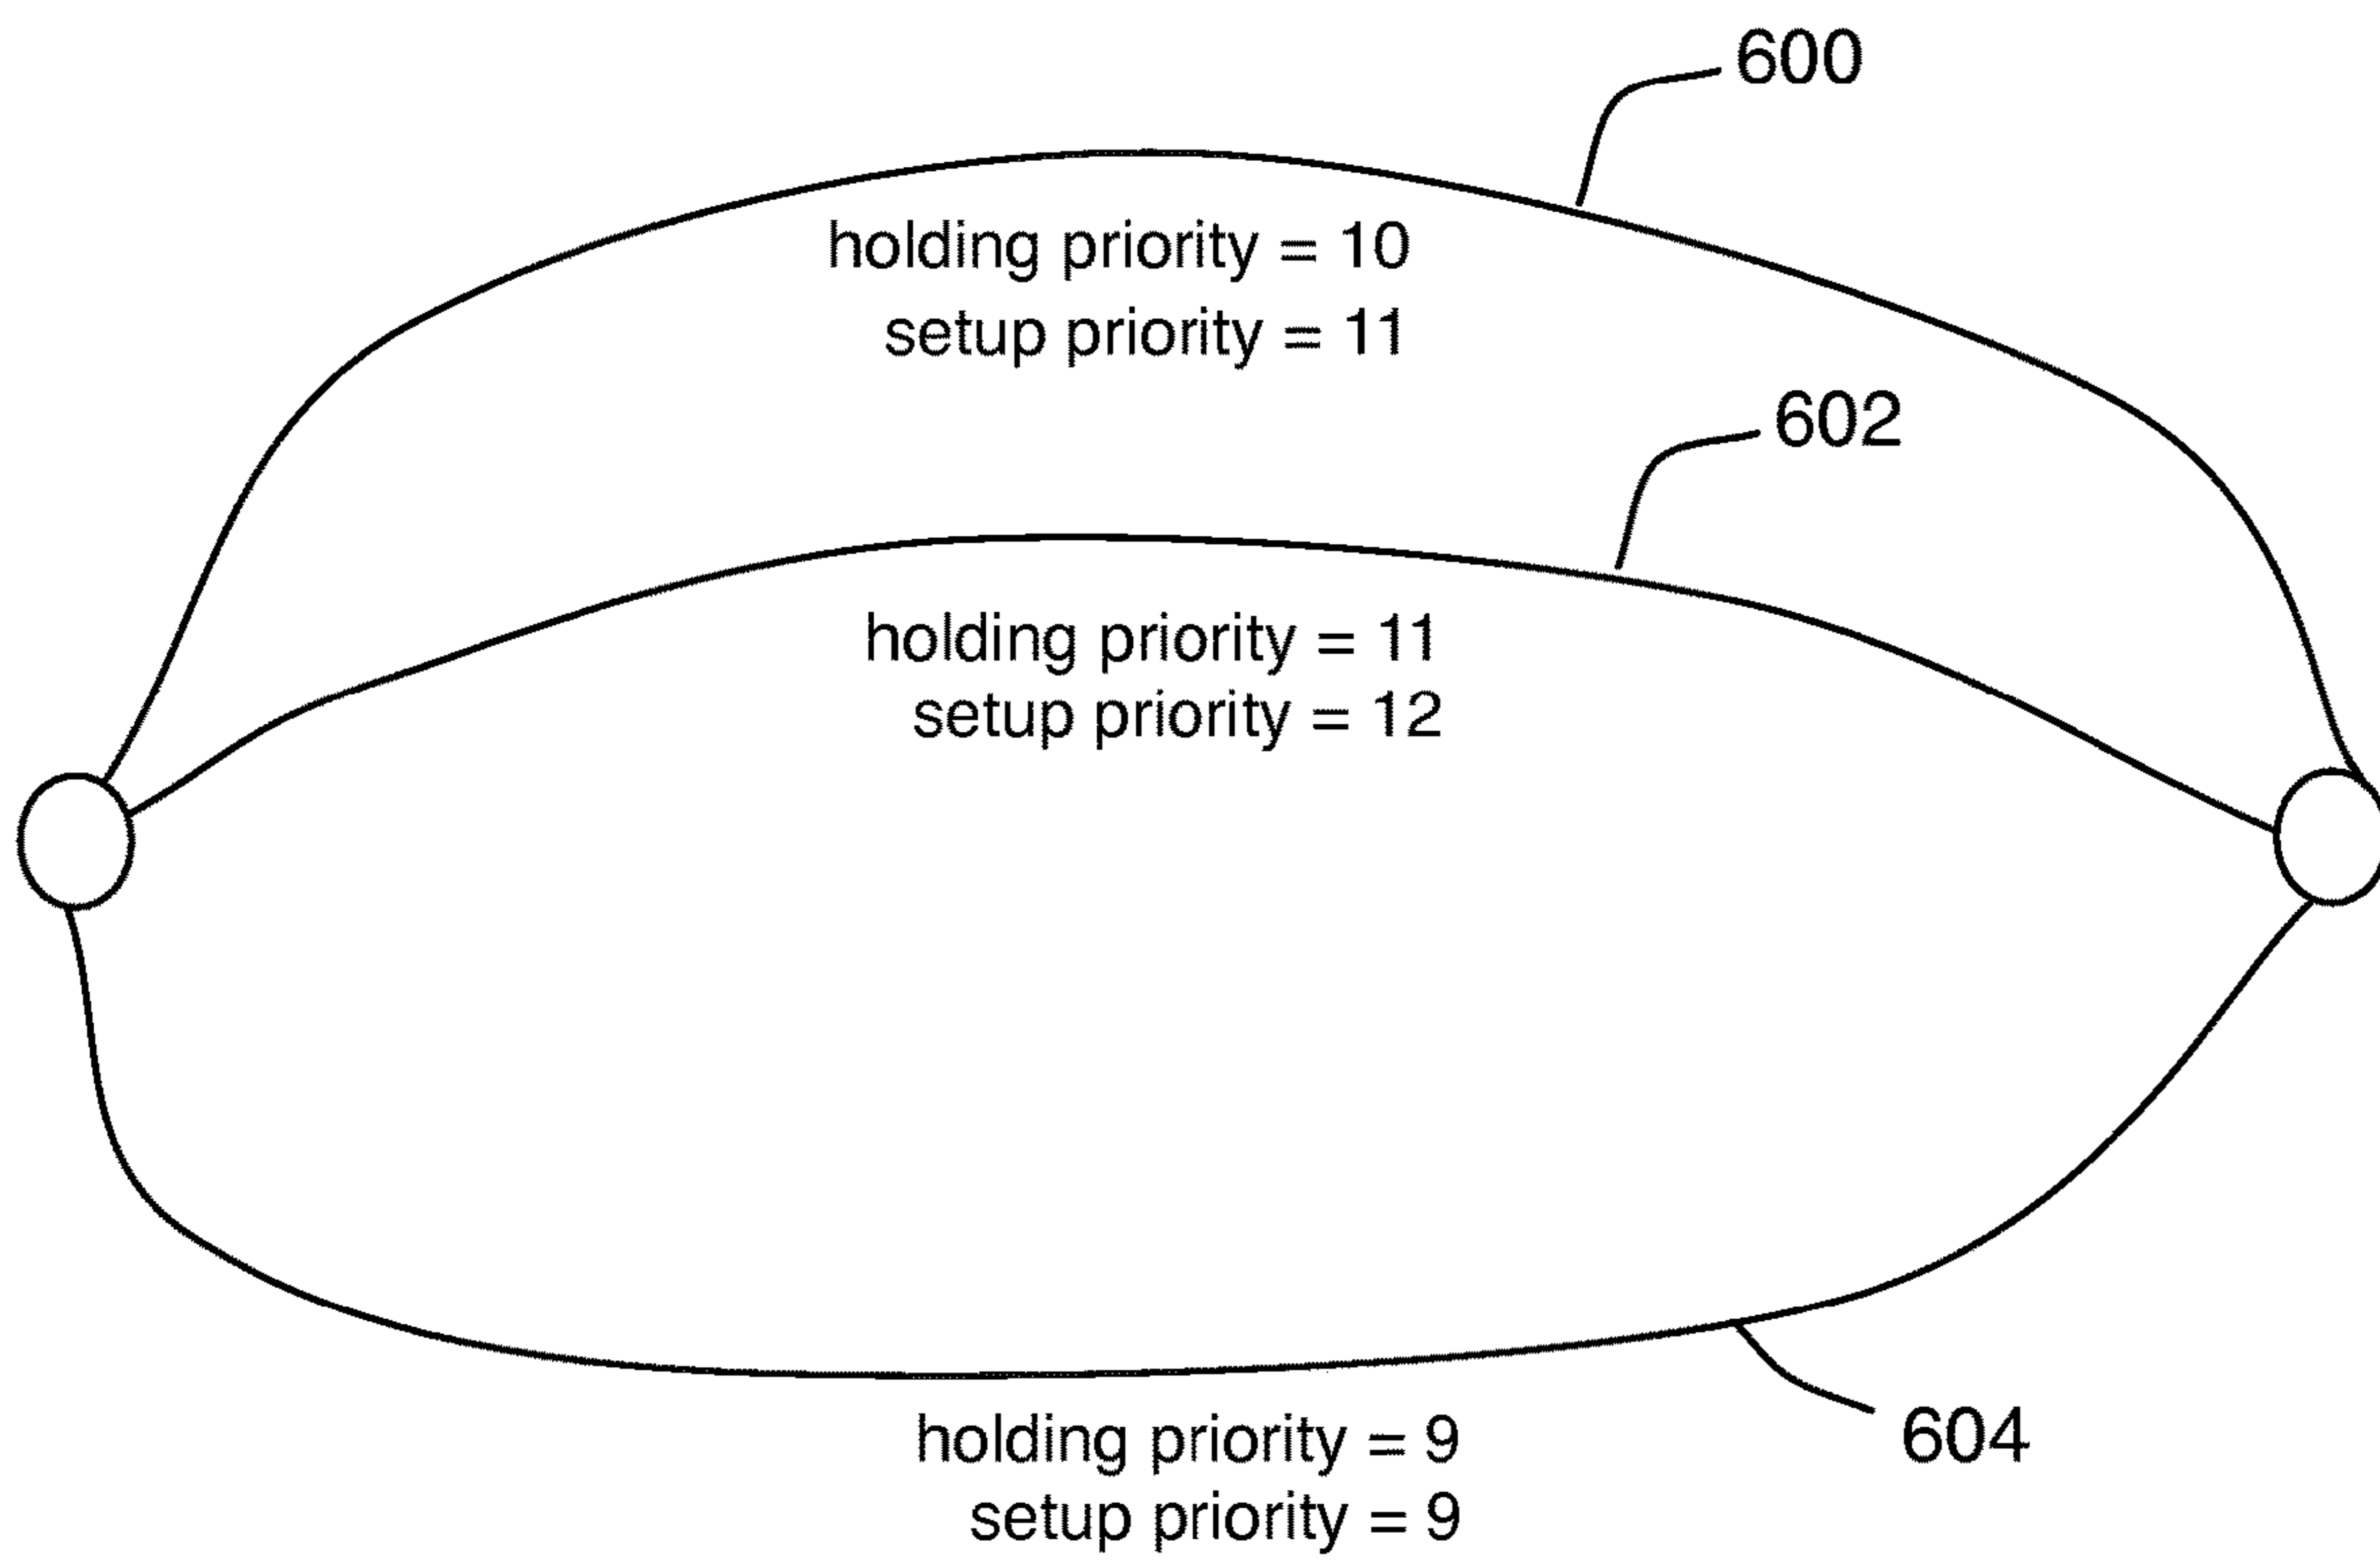 600
holding priority = 10
setup priority = 11
602
holding priority = 11
setup priority = 12
holding priority = 9
604
setup priority = 9